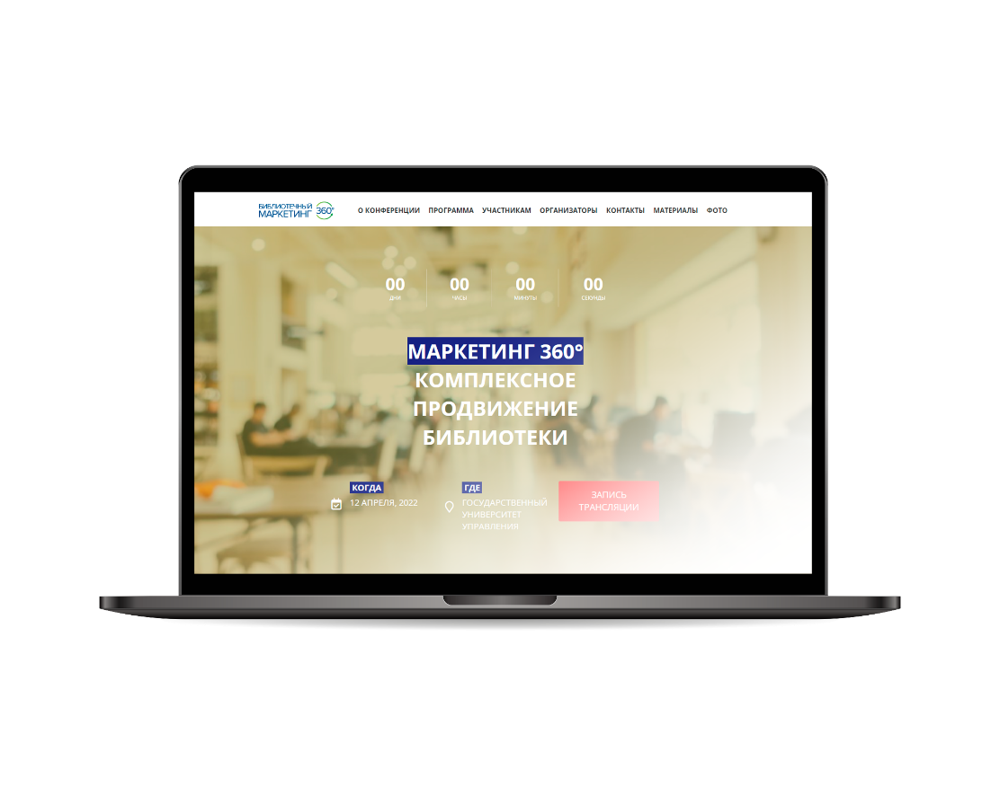 БИБЛИОТЕЧНЫЙ
МАРКЕТИНГ 360°
О КОНФЕРЕНЦИИ ПРОГРАММА УЧАСТНИКАМ ОРГАНИЗАТОРЫ КОНТАКТЫ МАТЕРИАЛЫ ФОТО
00 00 00 00
ДНИ ЧАСЫ МИНУТЫ СЕКУНДЫ
МАРКЕТИНГ 360°
КОМПЛЕКСНОЕ
ПРОДВИЖЕНИЕ
БИБЛИОТЕКИ
КОГДА
12 АПРЕЛЯ, 2022
ГДЕ
ГОСУДАРСТВЕННЫЙ
УНИВЕРСИТЕТ
УПРАВЛЕНИЯ
ЗАПИСЬ
ТРАНСЛЯЦИИ